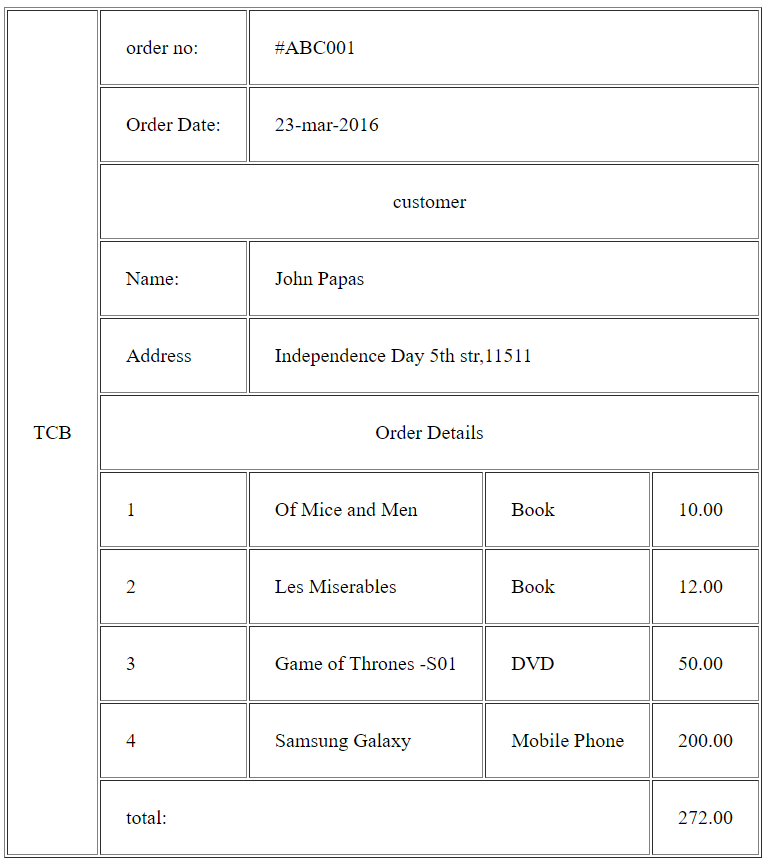 order no: #ABC001
Order Date: 23-mar-2016
customer
Name: John Papas
Address Independence Day 5th str,11511
TCB
Order Details
1 Of Mice and Men Book 10.00
2 Les Miserables Book 12.00
3 Game of Thrones -S01 DVD 50.00
4 Samsung Galaxy Mobile Phone 200.00
total: 272.00